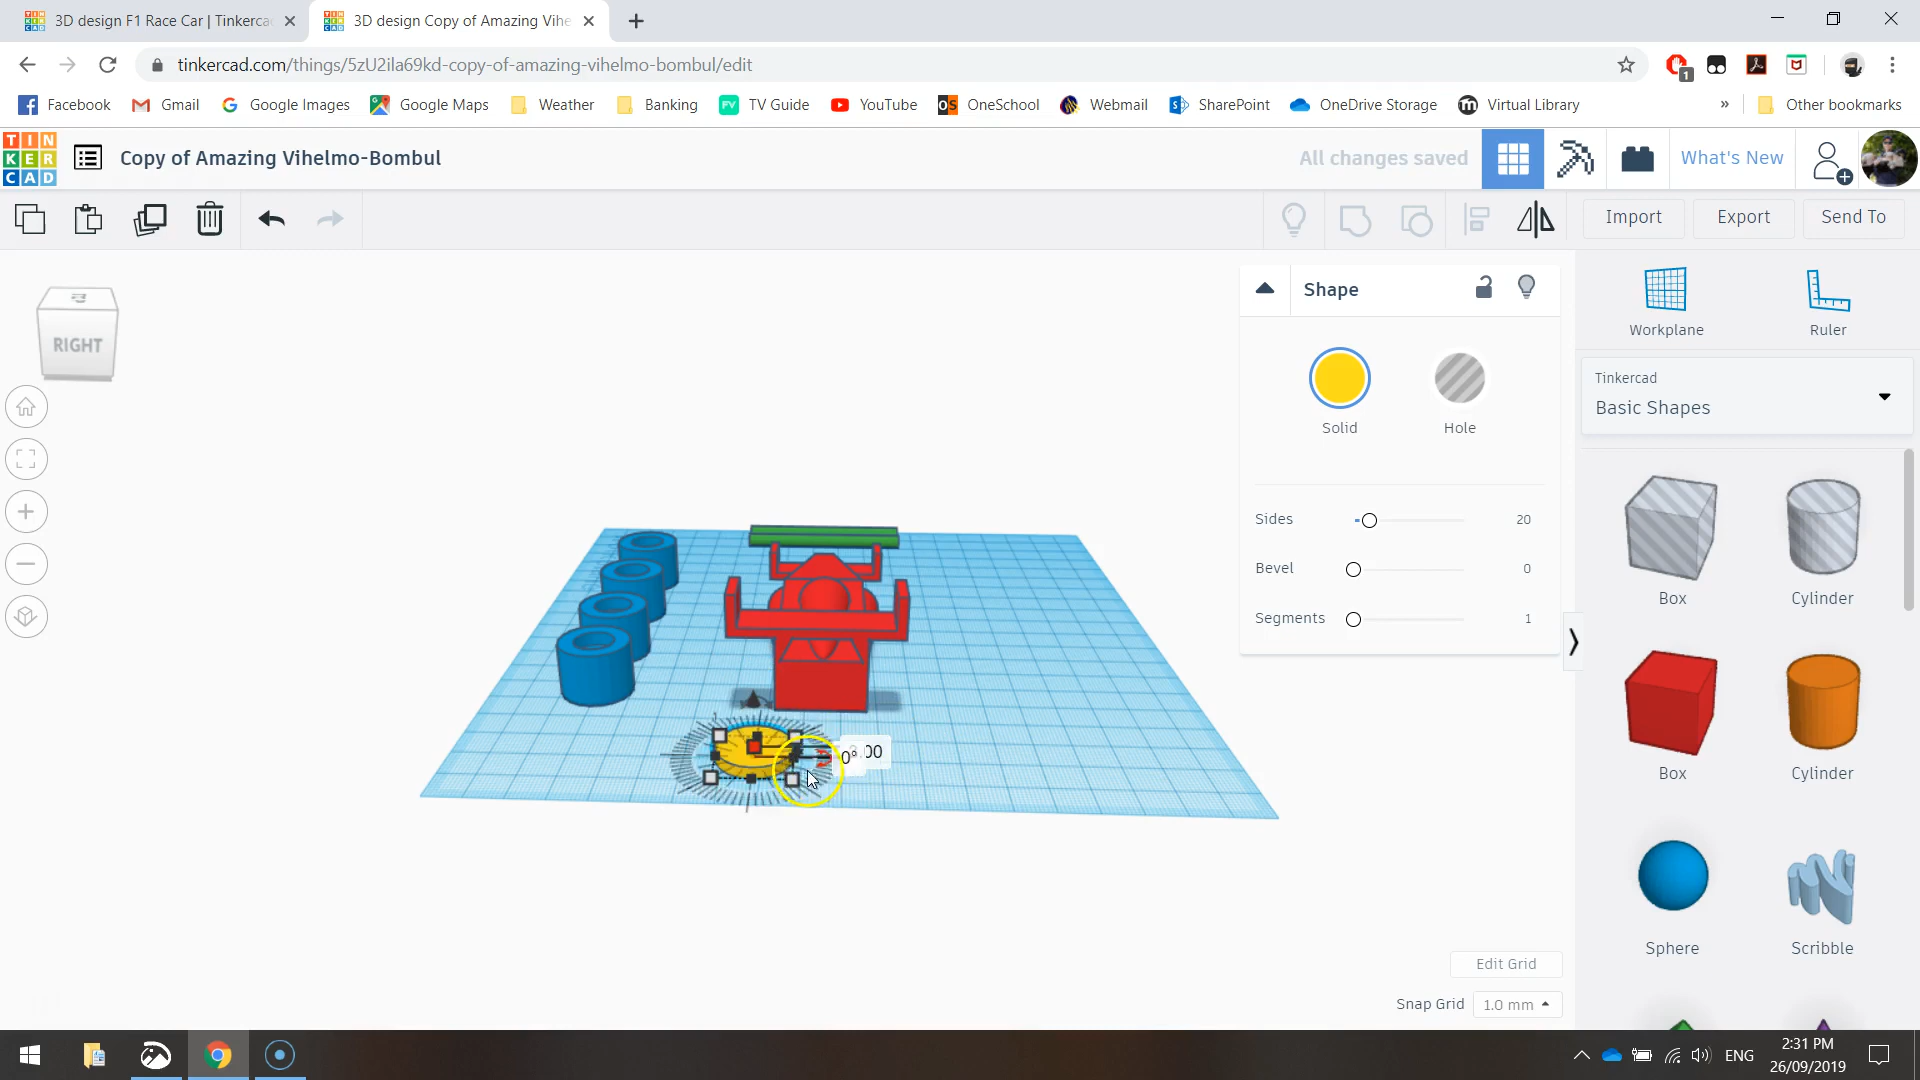 3D design F1 Race Car | Tinkerca
3D design Copy of Amazing Vihe
tinkercad.com/things/5zU2ila69kd-copy-of-amazing-vihelmo-bombul/edit
1
Facebook
Gmail
Google Images
Google Maps
Weather
Banking
TV Guide
YouTube
OneSchool
Webmail
SharePoint
OneDrive Storage
Virtual Library
»
Other bookmarks
TIN
KER
CAD
Copy of Amazing Vihelmo-Bombul
All changes saved
What's New
Import
Export
Send To
RIGHT
Shape
Solid
Hole
Sides
20
Bevel
0
Segments
1
Workplane
Ruler
Tinkercad
Basic Shapes
Box
Cylinder
Box
Cylinder
Sphere
Scribble
0°
.00
Edit Grid
Snap Grid
1.0 mm
ENG
2:31 PM
26/09/2019